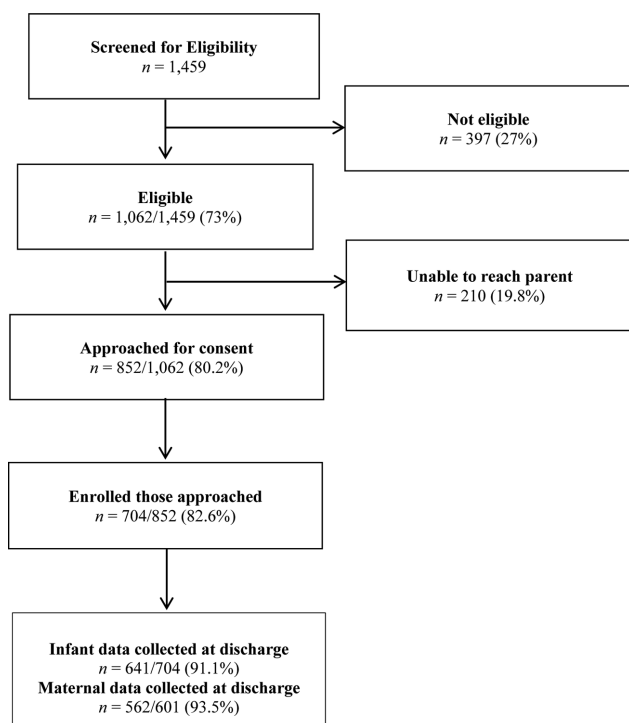 Screened for Eligibility
n = 1,459
Not eligible
n = 397 (27%)
Eligible
n = 1,062/1,459 (73%)
Unable to reach parent
n = 210 (19.8%)
Approached for consent
n = 852/1,062 (80.2%)
Enrolled those approached
n = 704/852 (82.6%)
Infant data collected at discharge
n = 641/704 (91.1%)
Maternal data collected at discharge
n = 562/601 (93.5%)